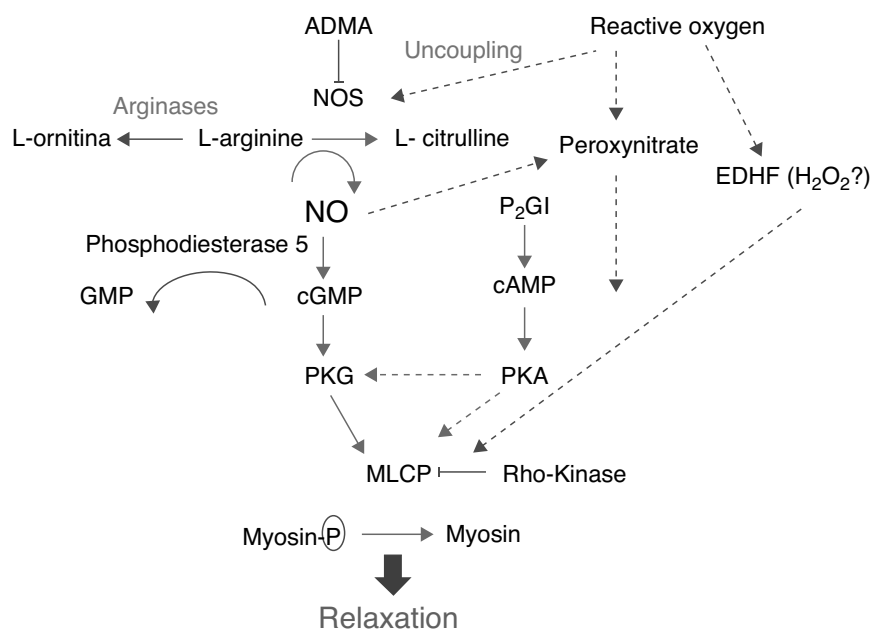 ADMA
Reactive oxygen
Uncoupling
NOS
Arginases
L-ornitina
L-arginine
L- citrulline
Peroxynitrate
EDHF (H₂O₂?)
NO
P₂GI
Phosphodiesterase 5
GMP
cGMP
cAMP
PKG
PKA
MLCP
Rho-Kinase
Myosin-P
Myosin
Relaxation